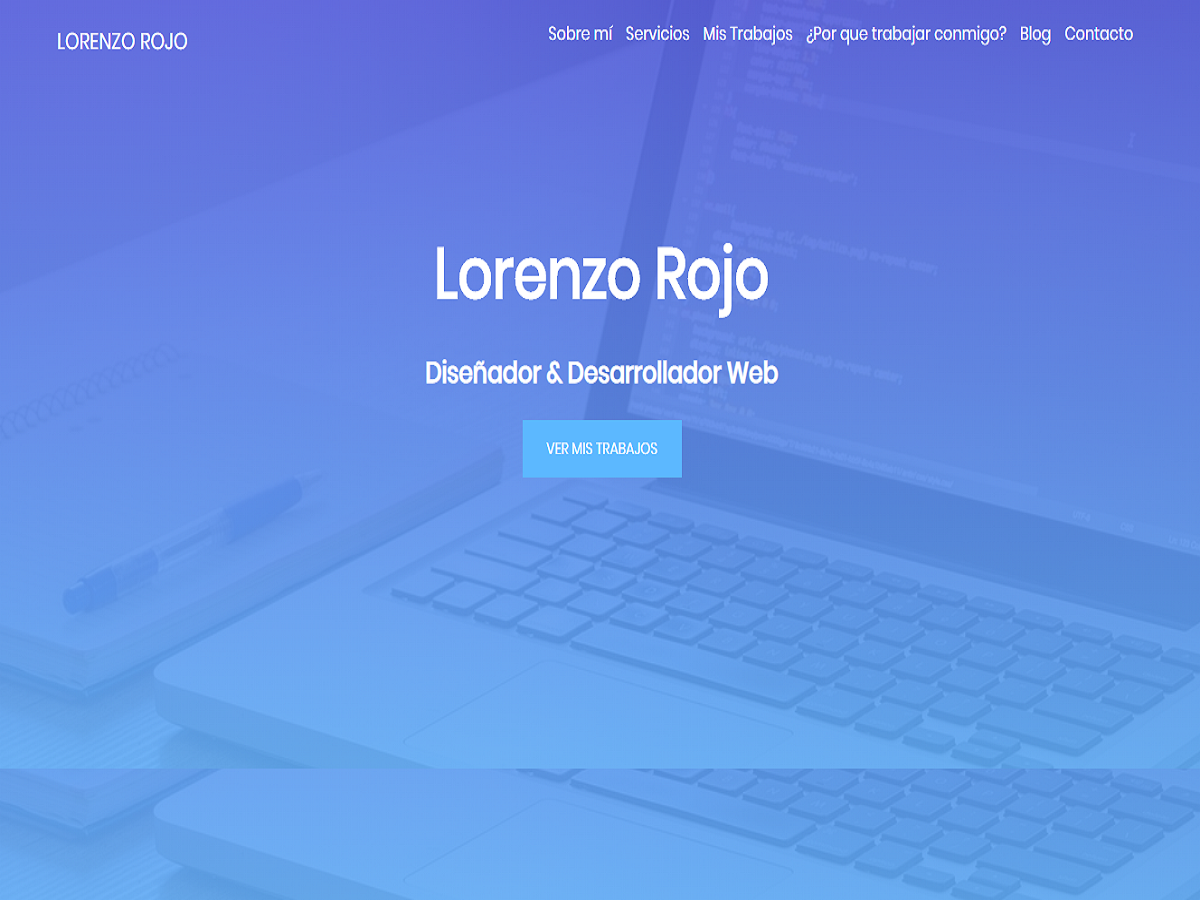 LORENZO ROJO
Sobre mí Servicios Mis Trabajos ¿Por que trabajar conmigo? Blog Contacto
Lorenzo Rojo
Diseñador & Desarrollador Web
VER MIS TRABAJOS